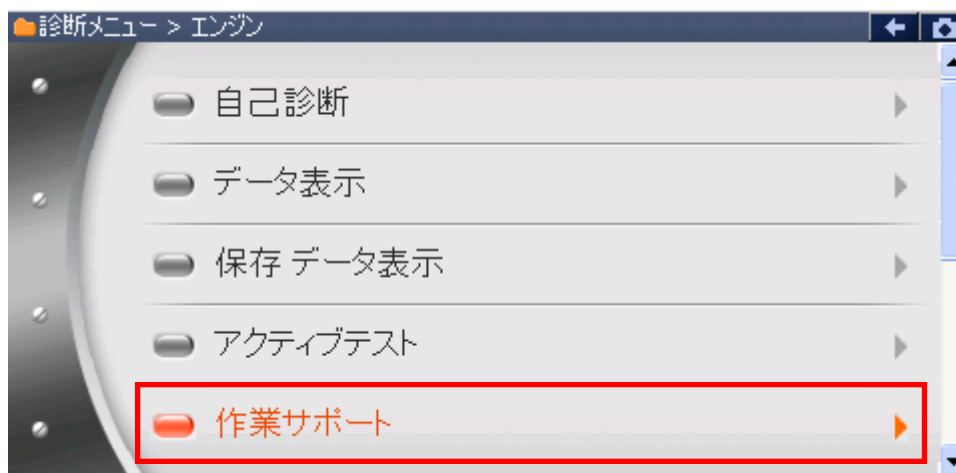 診断メニュー > エンジン
自己診断
データ表示
保存 データ表示
アクティブテスト
作業サポート